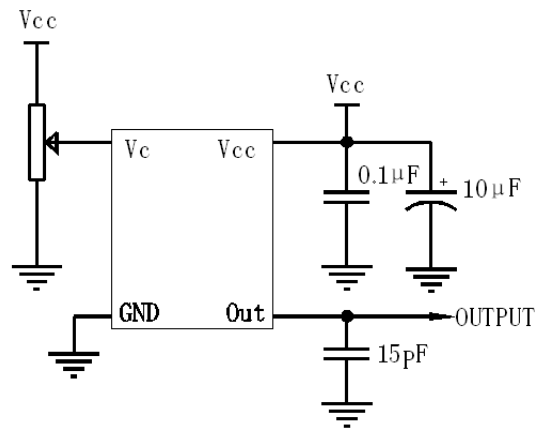 Vcc
Vcc
Vc
Vcc
0.1μF
+
10μF
GND
Out
OUTPUT
15pF